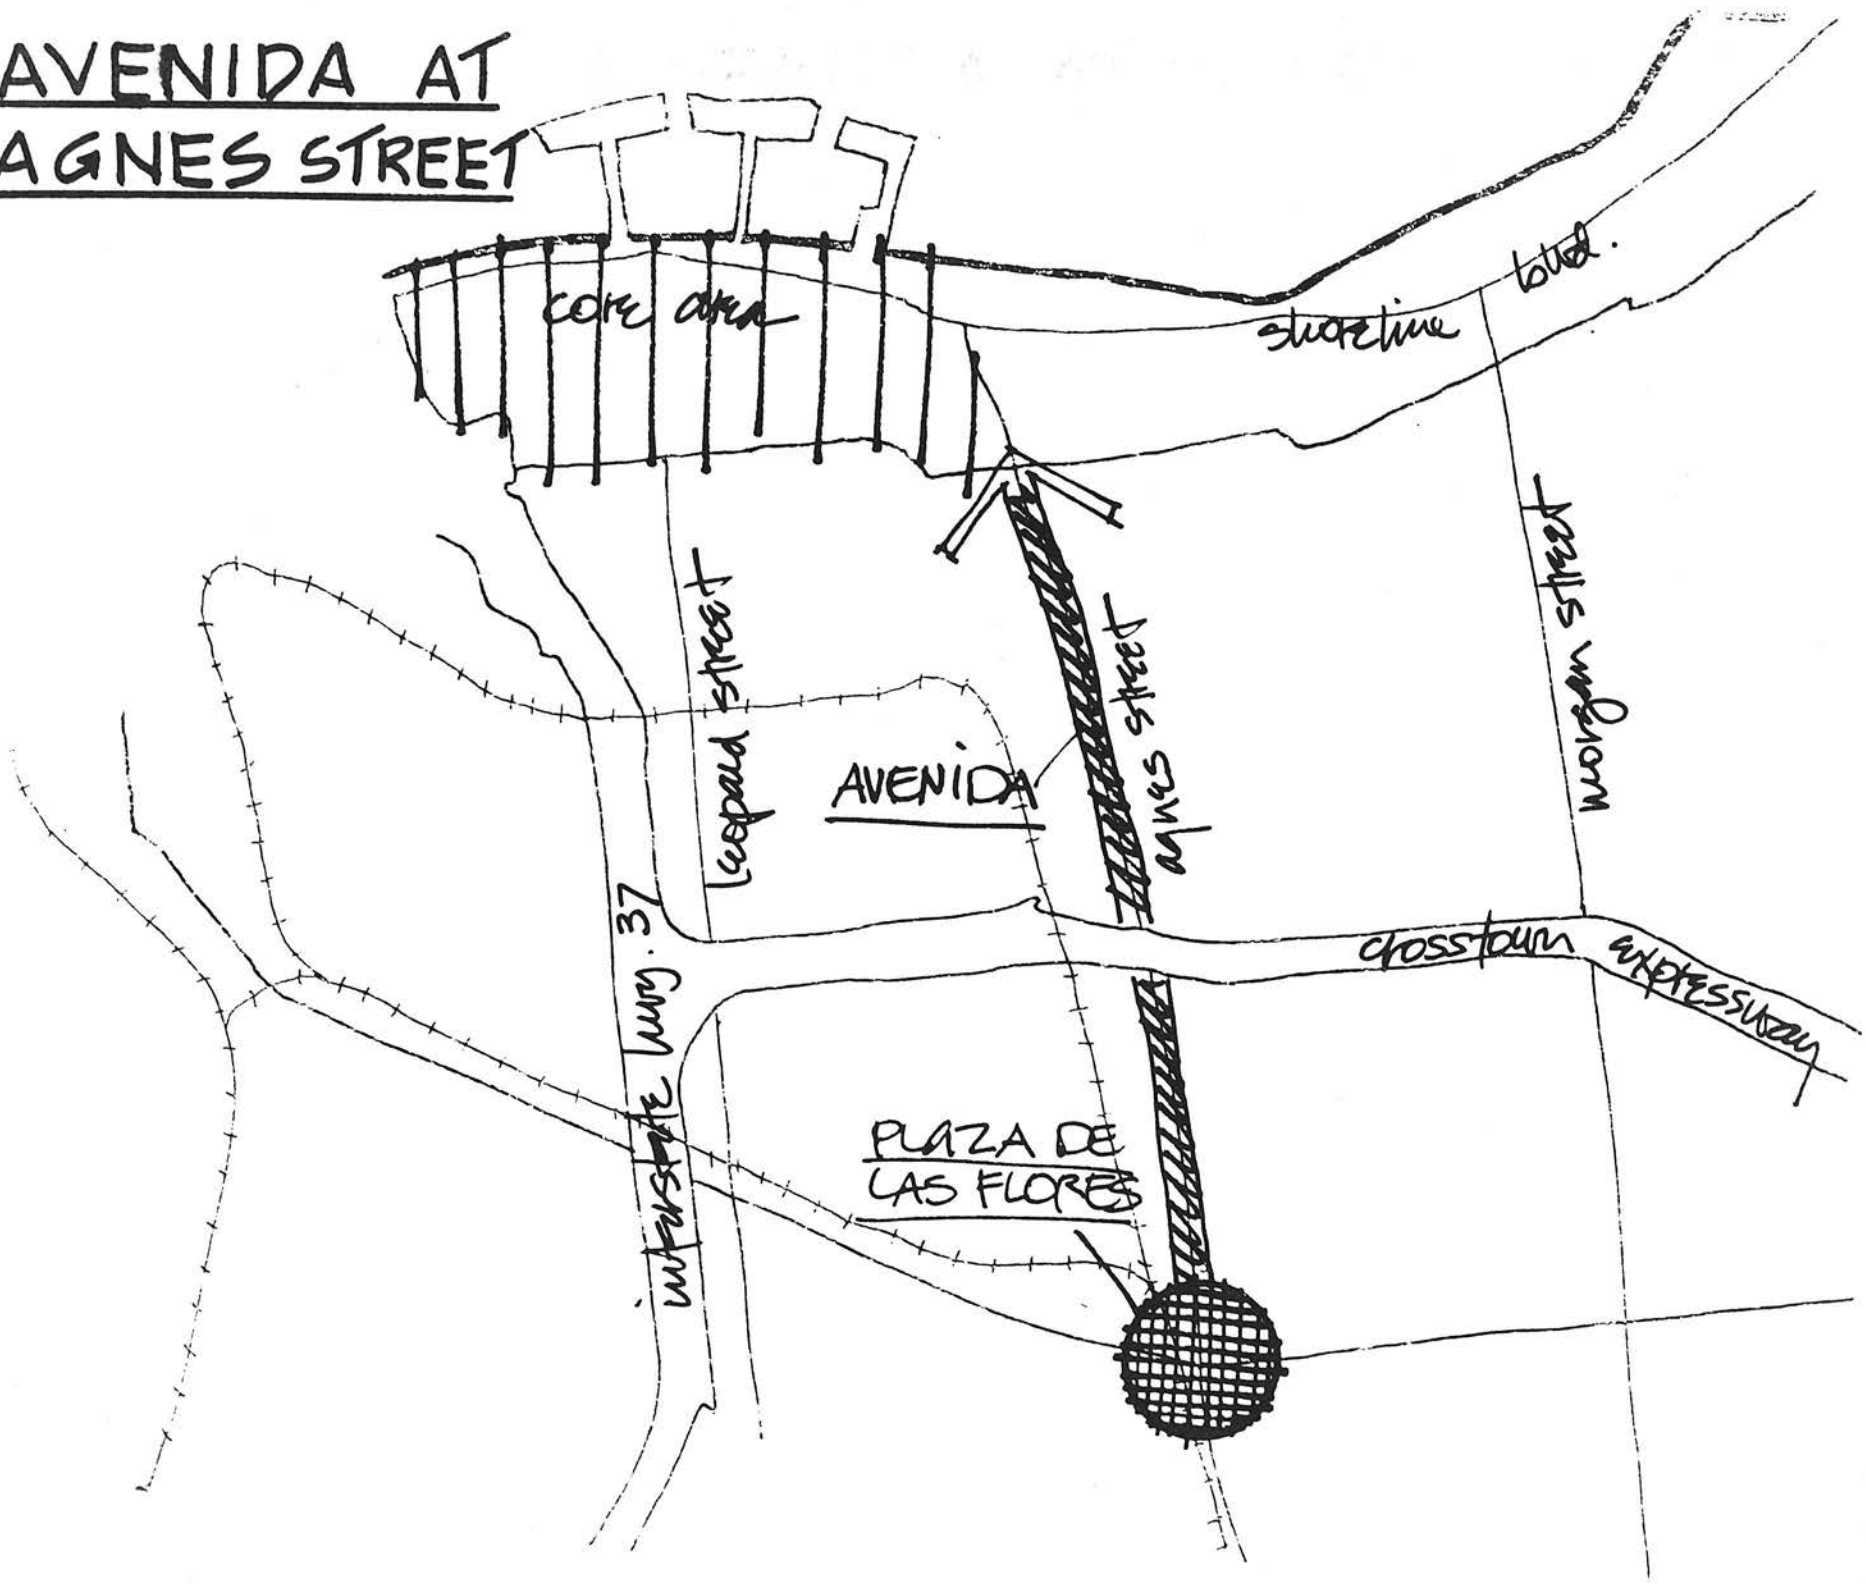 AVENIDA AT
AGNES STREET
core area
shoreline blvd.
leopard street
agnes street
morgan street
AVENIDA
interstate hwy. 37
crosstown expressway
PLAZA DE
LAS FLORES